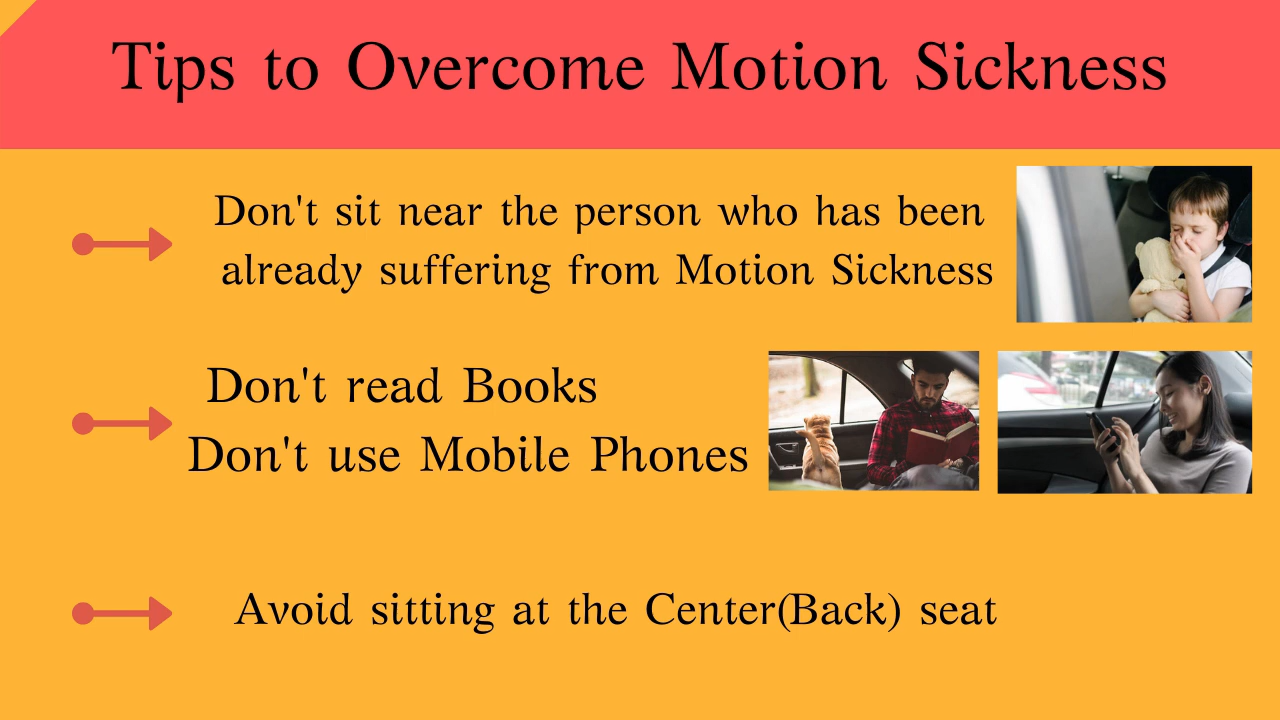 Tips to Overcome Motion Sickness
Don't sit near the person who has been
already suffering from Motion Sickness
Don't read Books
Don't use Mobile Phones
Avoid sitting at the Center(Back) seat